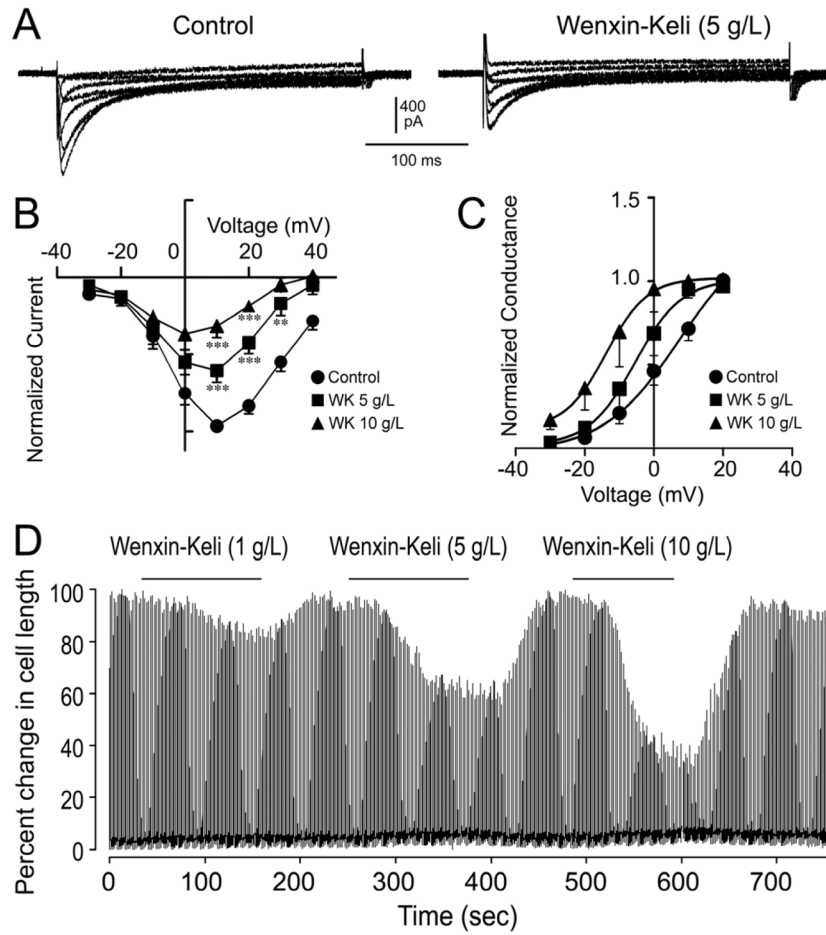 A
Control
Wenxin-Keli (5 g/L)
400
pA
100 ms
B
Voltage (mV)
-40 -20 0 20 40
Normalized Current
***
***
**
***
***
Control
WK 5 g/L
WK 10 g/L
C
Normalized Conductance
1.5
1.0
Control
WK 5 g/L
WK 10 g/L
-40 -20 0 20 40
Voltage (mV)
D
Wenxin-Keli (1 g/L) Wenxin-Keli (5 g/L) Wenxin-Keli (10 g/L)
Percent change in cell length
100
80
60
40
20
0
0 100 200 300 400 500 600 700
Time (sec)